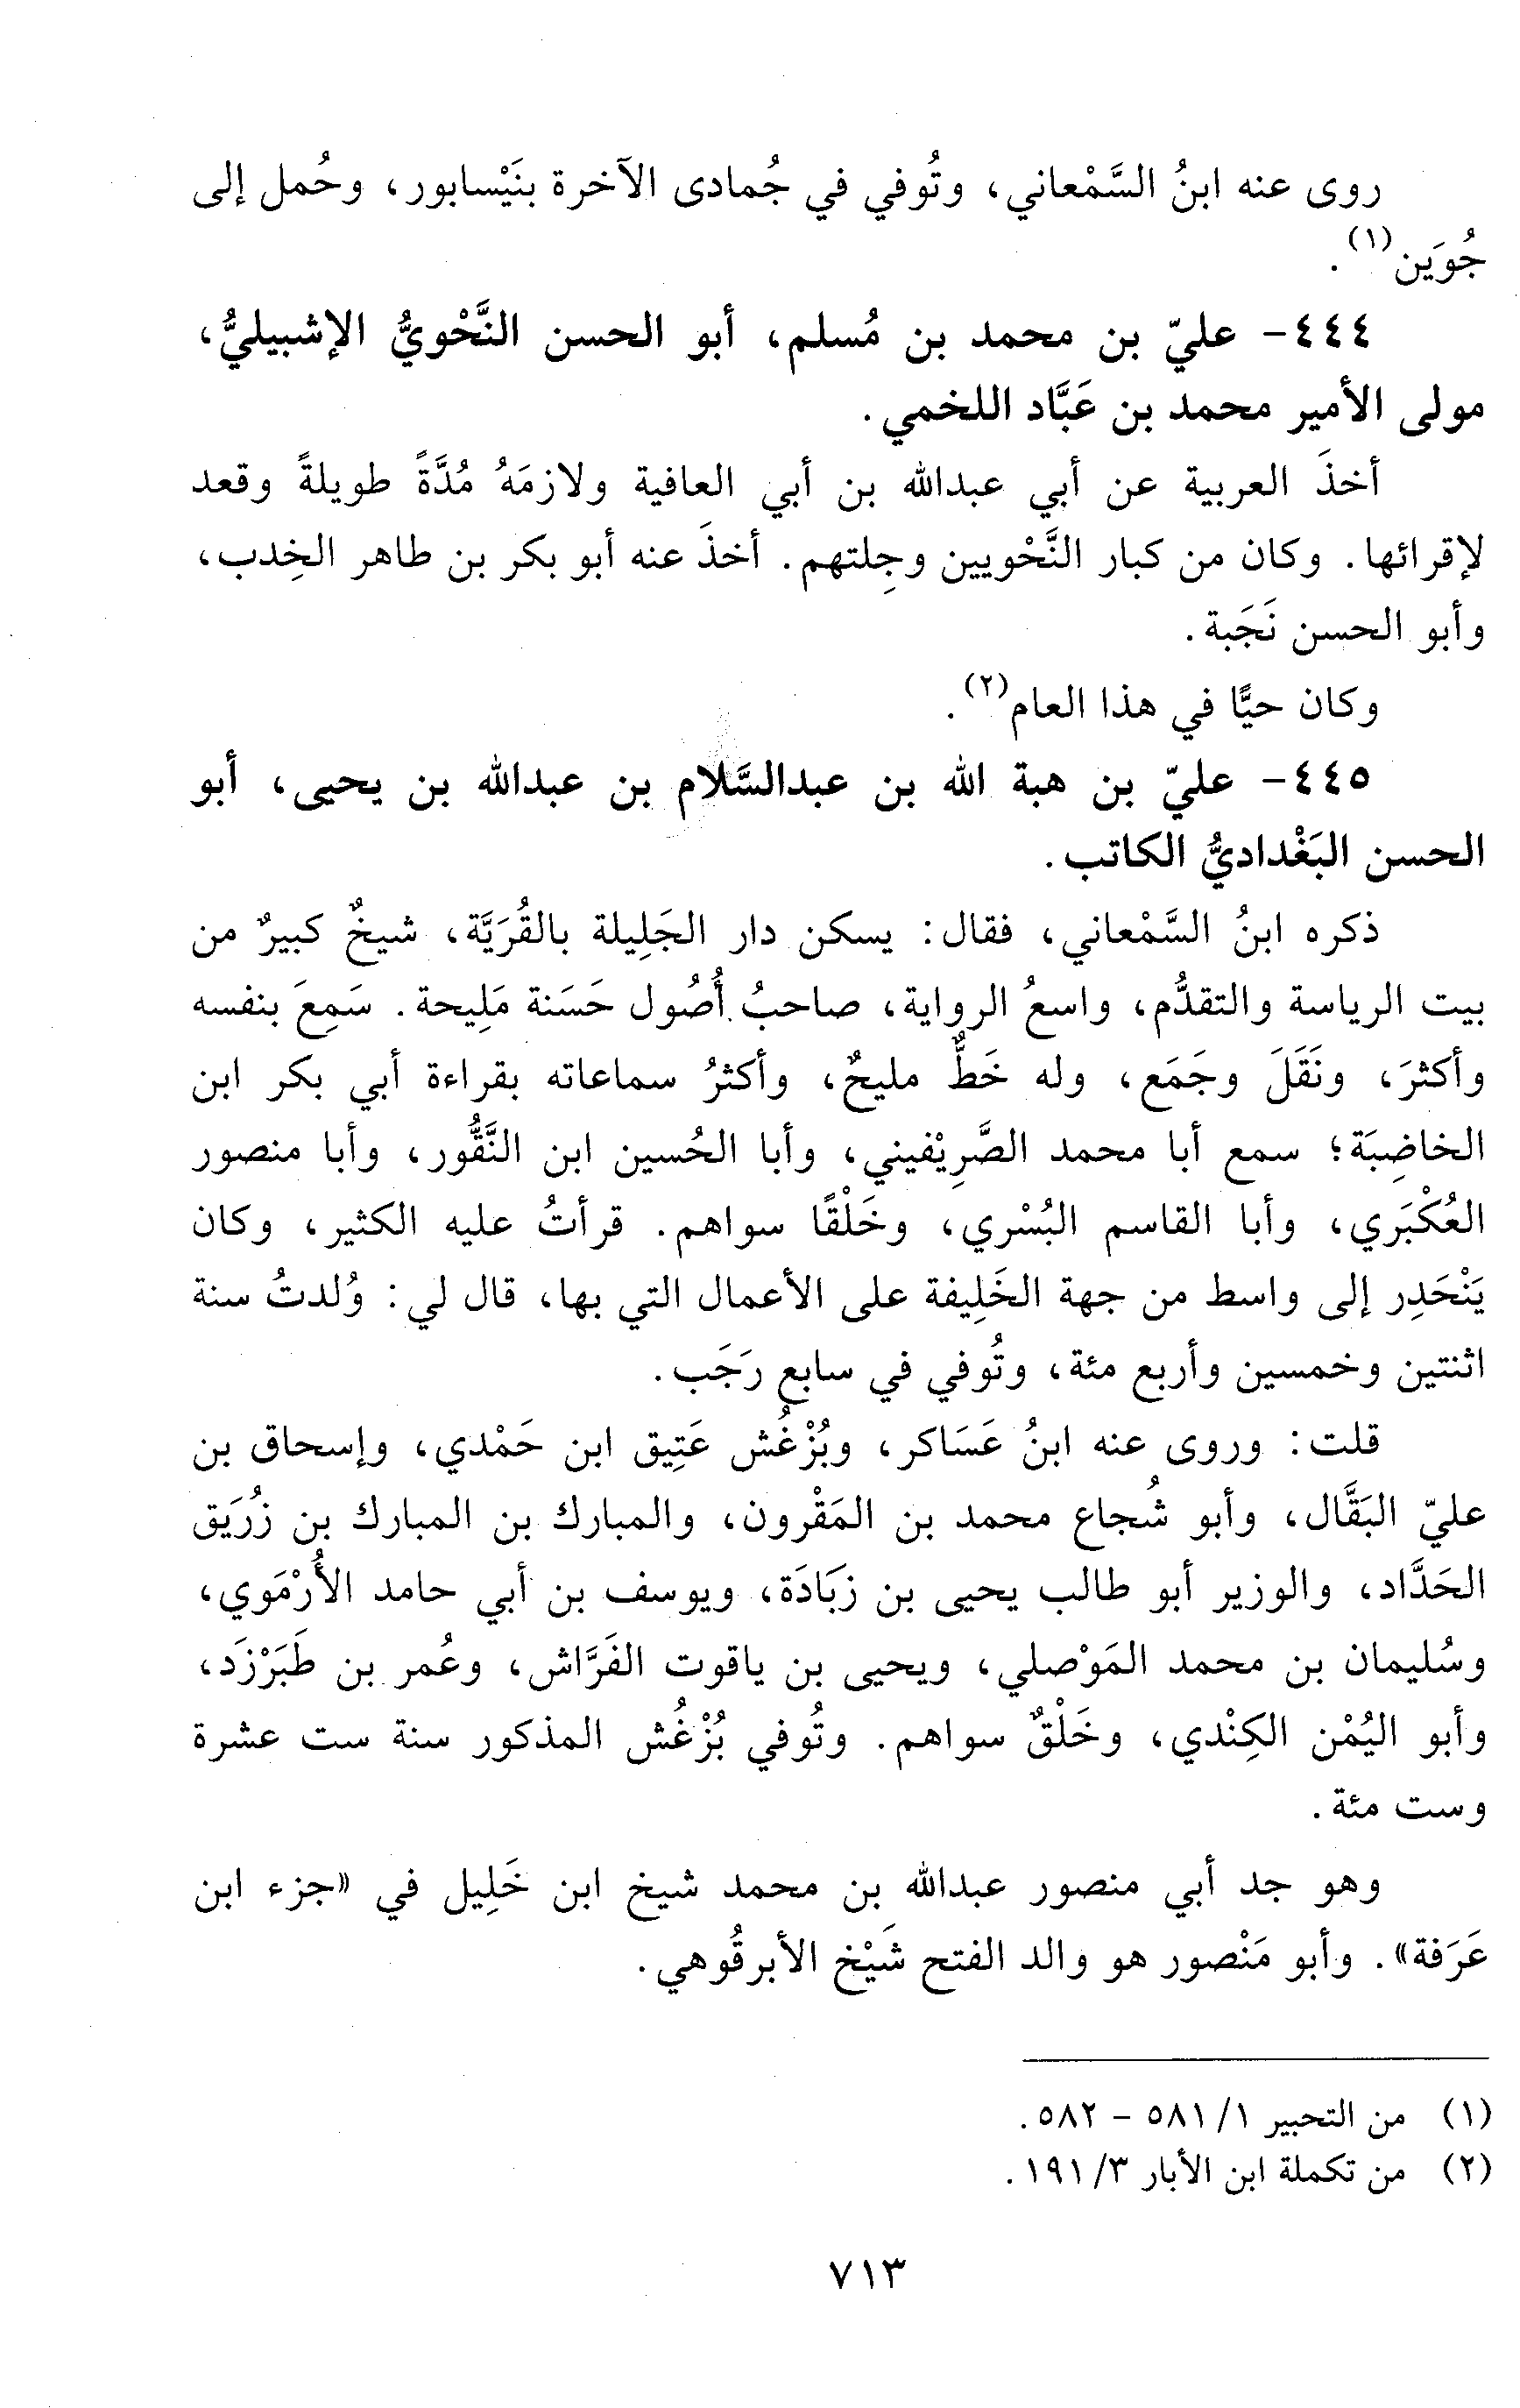 روى عنه ابنُ السَّمْعاني، وتُوفي في جُمادى الآخرة بنَيْسابور، وحُمل إلى
جُوَين(١).
٤٤٤- عليّ بن محمد بن مُسلم، أبو الحسن النَّحْويُّ الإشبيليُّ،
مولى الأمير محمد بن عَبَّاد اللخمي.
أخذَ العربية عن أبي عبدالله بن أبي العافية ولازمَهُ مُدَّةً طويلةً وقعد
لإقرائها. وكان من كبار النَّحْويين وجِلتهم. أخذَ عنه أبو بكر بن طاهر الخِدب،
وأبو الحسن نَجَبة.
وكان حيًّا في هذا العام(٢).
٤٤٥- عليّ بن هبة الله بن عبدالسَّلام بن عبدالله بن يحيى، أبو
الحسن البَغْداديُّ الكاتب.
ذكره ابنُ السَّمْعاني، فقال: يسكن دار الجَلِيلة بالقُرَيَّة، شيخٌ كبيرٌ من
بيت الرياسة والتقدُّم، واسعُ الرواية، صاحبُ أُصُول حَسَنة مَلِيحة. سَمِعَ بنفسه
وأكثرَ، ونَقَلَ وجَمَع، وله خَطٌّ مليحٌ، وأكثرُ سماعاته بقراءة أبي بكر ابن
الخاضِبَة؛ سمع أبا محمد الصَّرِيْفيني، وأبا الحُسين ابن النَّقُّور، وأبا منصور
العُكْبَري، وأبا القاسم البُسْري، وخَلْقًا سواهم. قرأتُ عليه الكثير، وكان
يَنْحَدِر إلى واسط من جهة الخَلِيفة على الأعمال التي بها، قال لي: وُلدتُ سنة
اثنتين وخمسين وأربع مئة، وتُوفي في سابع رَجَب.
قلت: وروى عنه ابنُ عَسَاكر، وبُزْغُش عَتِيق ابن حَمْدي، وإسحاق بن
عليّ البَقَّال، وأبو شُجاع محمد بن المَقْرون، والمبارك بن المبارك بن زُرَيق
الحَدَّاد، والوزير أبو طالب يحيى بن زَبَادَة، ويوسف بن أبي حامد الأُرْمَوي،
وسُليمان بن محمد المَوْصلي، ويحيى بن ياقوت الفَرَّاش، وعُمر بن طَبَرْزَد،
وأبو اليُمْن الكِنْدي، وخَلْقٌ سواهم. وتُوفي بُزْغُش المذكور سنة ست عشرة
وست مئة.
وهو جد أبي منصور عبدالله بن محمد شيخ ابن خَلِيل في «جزء ابن
عَرَفة». وأبو مَنْصور هو والد الفتح شَيْخ الأبرقُوهي.
(١) من التحبير ١/ ٥٨١ - ٥٨٢.
(٢) من تكملة ابن الأبار ٣/ ١٩١.
٧١٣